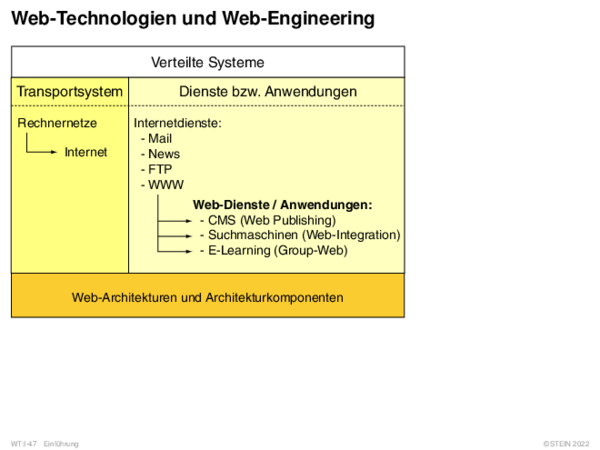 Web-Technologien und Web-Engineering
Verteilte Systeme
Transportsystem
Dienste bzw. Anwendungen
Rechnernetze
Internet
Internetdienste:
- Mail
- News
- FTP
- WWW
Web-Dienste / Anwendungen:
- CMS (Web Publishing)
- Suchmaschinen (Web-Integration)
- E-Learning (Group-Web)
Web-Architekturen und Architekturkomponenten
WT:I-47 Einführung
©STEIN 2022